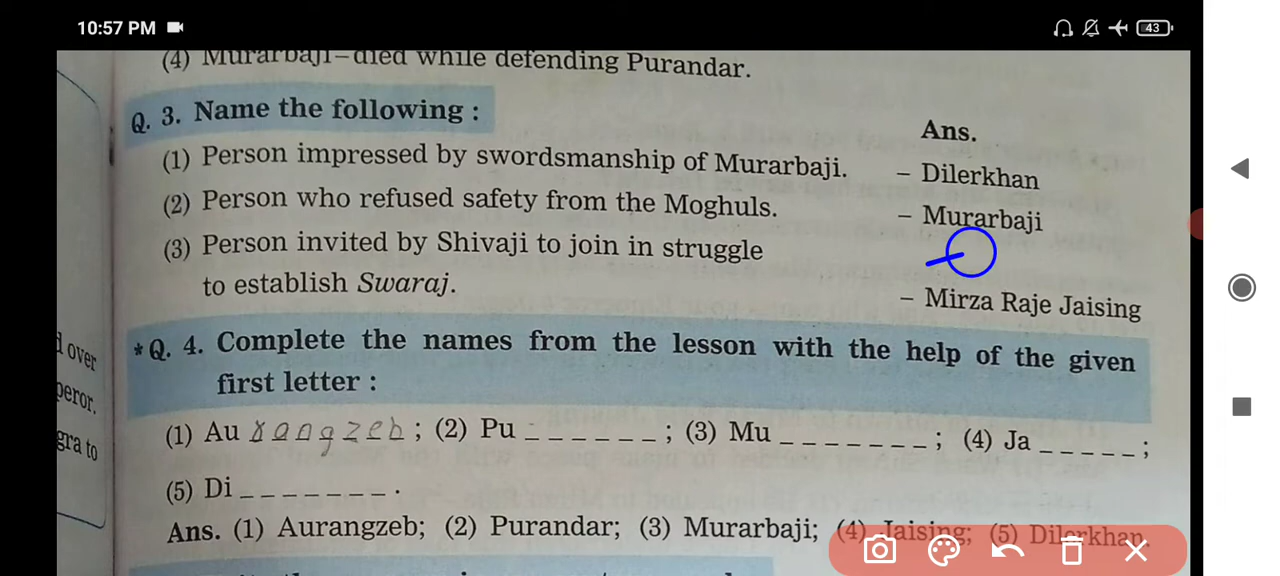 10:57 PM 43
(4) Murarbaji–died while defending Purandar.
Q. 3. Name the following :
Ans.
(1) Person impressed by swordsmanship of Murarbaji. – Dilerkhan
(2) Person who refused safety from the Moghuls. – Murarbaji
(3) Person invited by Shivaji to join in struggle
to establish Swaraj. – Mirza Raje Jaising
d over
peror.
gra to
*Q. 4. Complete the names from the lesson with the help of the given
first letter :
(1) Au rangzeb ; (2) Pu _ _ _ _ _ _ ; (3) Mu _ _ _ _ _ _ _ ; (4) Ja _ _ _ _ _ ;
(5) Di _ _ _ _ _ _ _ .
Ans. (1) Aurangzeb; (2) Purandar; (3) Murarbaji; (4) Jaising; (5) Dilerkhan.